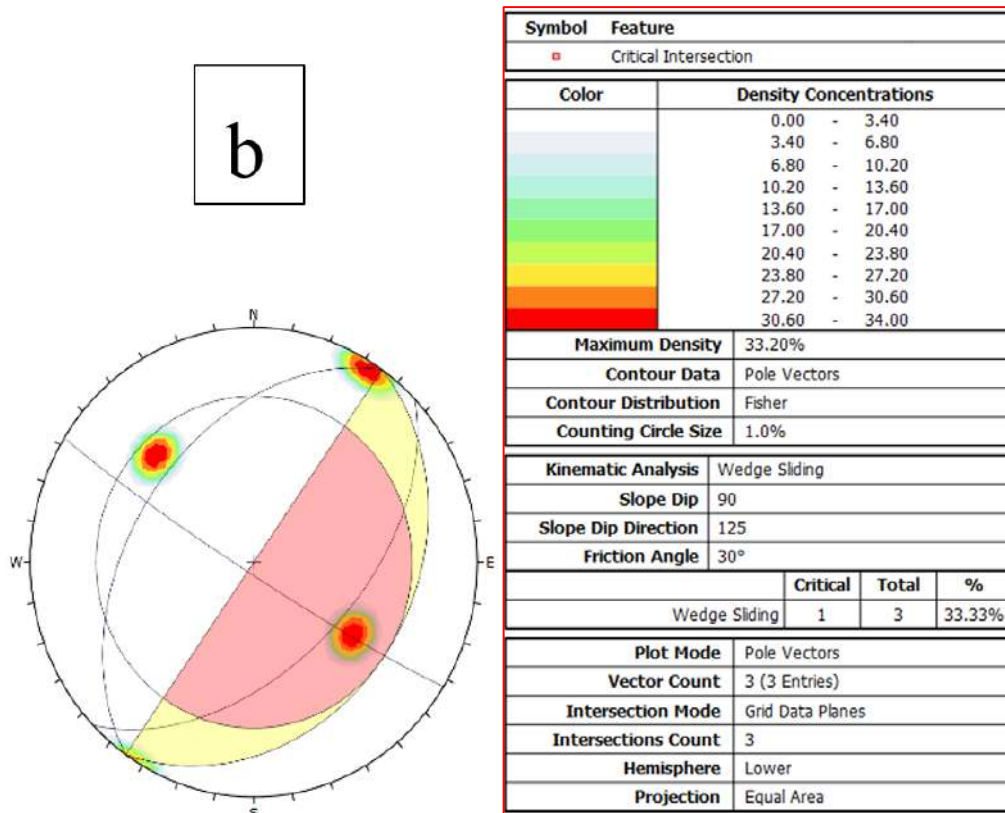 b
N
W
E
S
Symbol Feature
Critical Intersection
Color Density Concentrations
0.00 - 3.40
3.40 - 6.80
6.80 - 10.20
10.20 - 13.60
13.60 - 17.00
17.00 - 20.40
20.40 - 23.80
23.80 - 27.20
27.20 - 30.60
30.60 - 34.00
Maximum Density 33.20%
Contour Data Pole Vectors
Contour Distribution Fisher
Counting Circle Size 1.0%
Kinematic Analysis Wedge Sliding
Slope Dip 90
Slope Dip Direction 125
Friction Angle 30°
Critical Total %
Wedge Sliding 1 3 33.33%
Plot Mode Pole Vectors
Vector Count 3 (3 Entries)
Intersection Mode Grid Data Planes
Intersections Count 3
Hemisphere Lower
Projection Equal Area